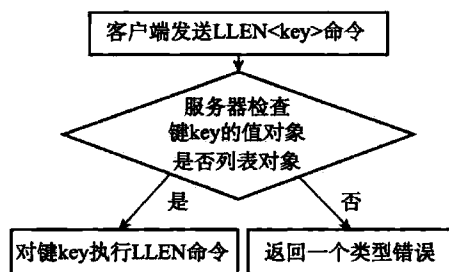 客户端发送LLEN<key>命令
服务器检查
键key的值对象
是否列表对象
是
否
对键key执行LLEN命令
返回一个类型错误